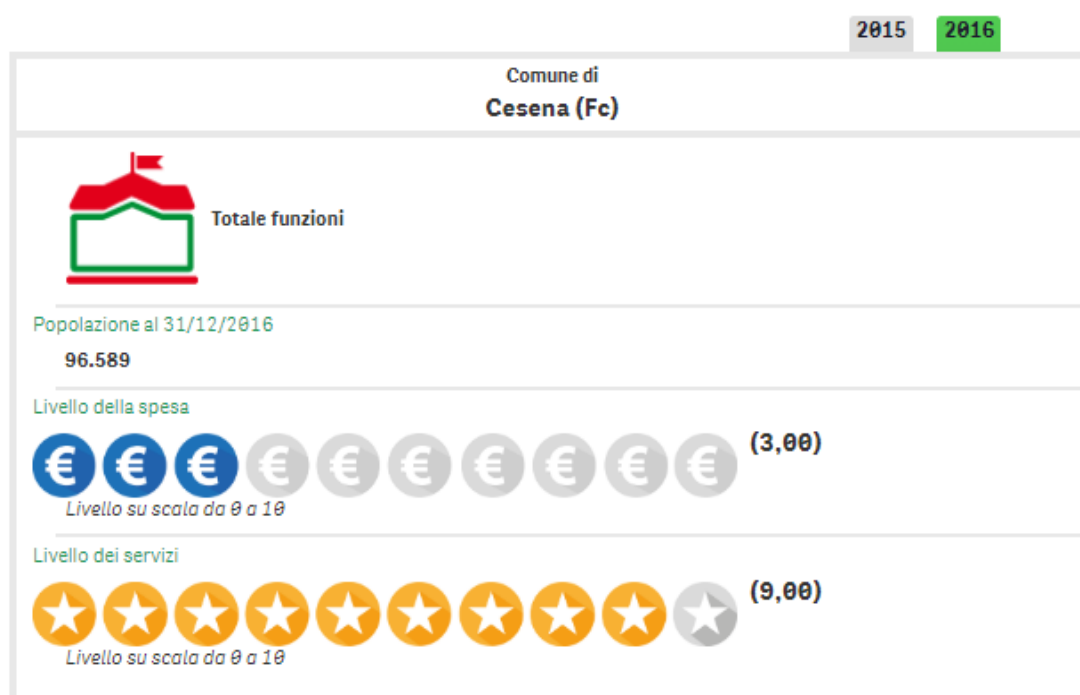 2015 2016
Comune di
Cesena (Fc)
Totale funzioni
Popolazione al 31/12/2016
96.589
Livello della spesa
€ € € € € € € € € € (3,00)
Livello su scala da 0 a 10
Livello dei servizi
(9,00)
Livello su scala da 0 a 10